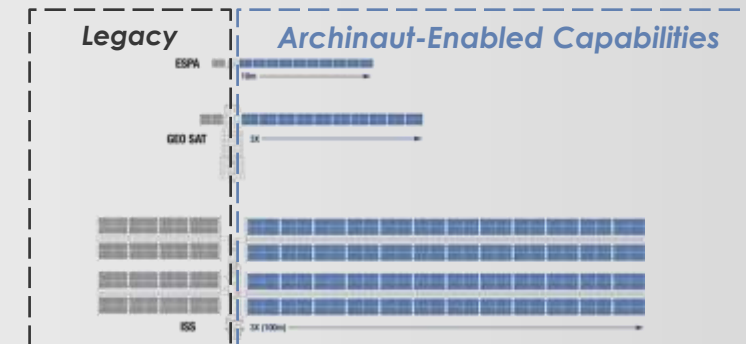 Legacy
Archinaut-Enabled Capabilities
ESPA
10m
GEO SAT
3X
ISS
3X (100m)